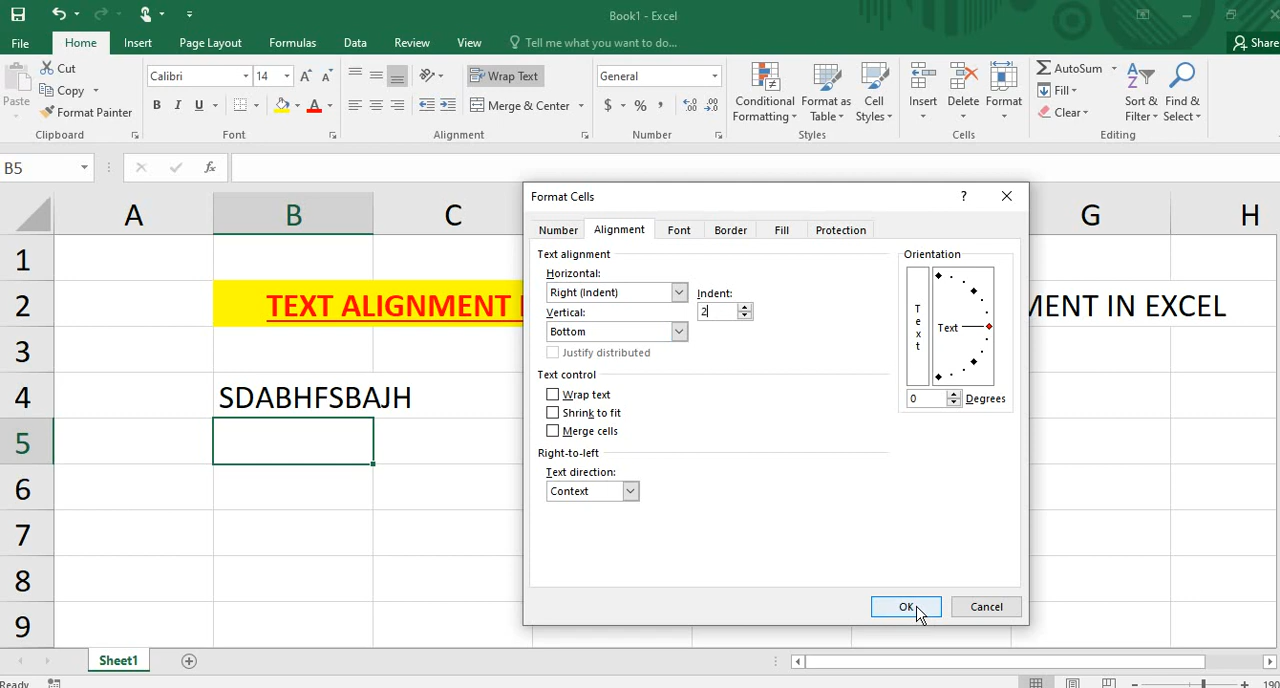 Book1 - Excel
File Home Insert Page Layout Formulas Data Review View Tell me what you want to do... Share
Paste
Cut
Copy
Format Painter
Clipboard
Calibri 14 A A
B I U A
Font
Wrap Text
Merge & Center
Alignment
General
$ % , .0 .00
Number
Conditional Formatting
Format as Table
Cell Styles
Styles
Insert Delete Format
Cells
AutoSum
Fill
Clear
Sort & Filter
Find & Select
Editing
B5 fx
A B C G H
1
2 TEXT ALIGNMENT MENT IN EXCEL
3
4 SDABHFSBAJH
5
6
7
8
9
Format Cells ?
Number Alignment Font Border Fill Protection
Text alignment
Horizontal:
Right (Indent)
Indent:
2
Vertical:
Bottom
Justify distributed
Text control
Wrap text
Shrink to fit
Merge cells
Right-to-left
Text direction:
Context
Orientation
Text
Text
0 Degrees
OK Cancel
Sheet1
Ready
190